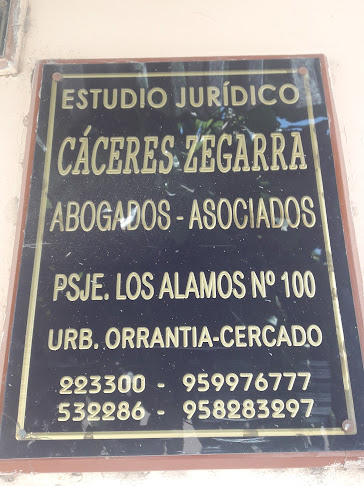 ESTUDIO JURÍDICO
CÁCERES ZEGARRA
ABOGADOS - ASOCIADOS
PSJE. LOS ALAMOS Nº 100
URB. ORRANTIA-CERCADO
223300 - 959976777
532286 - 958283297